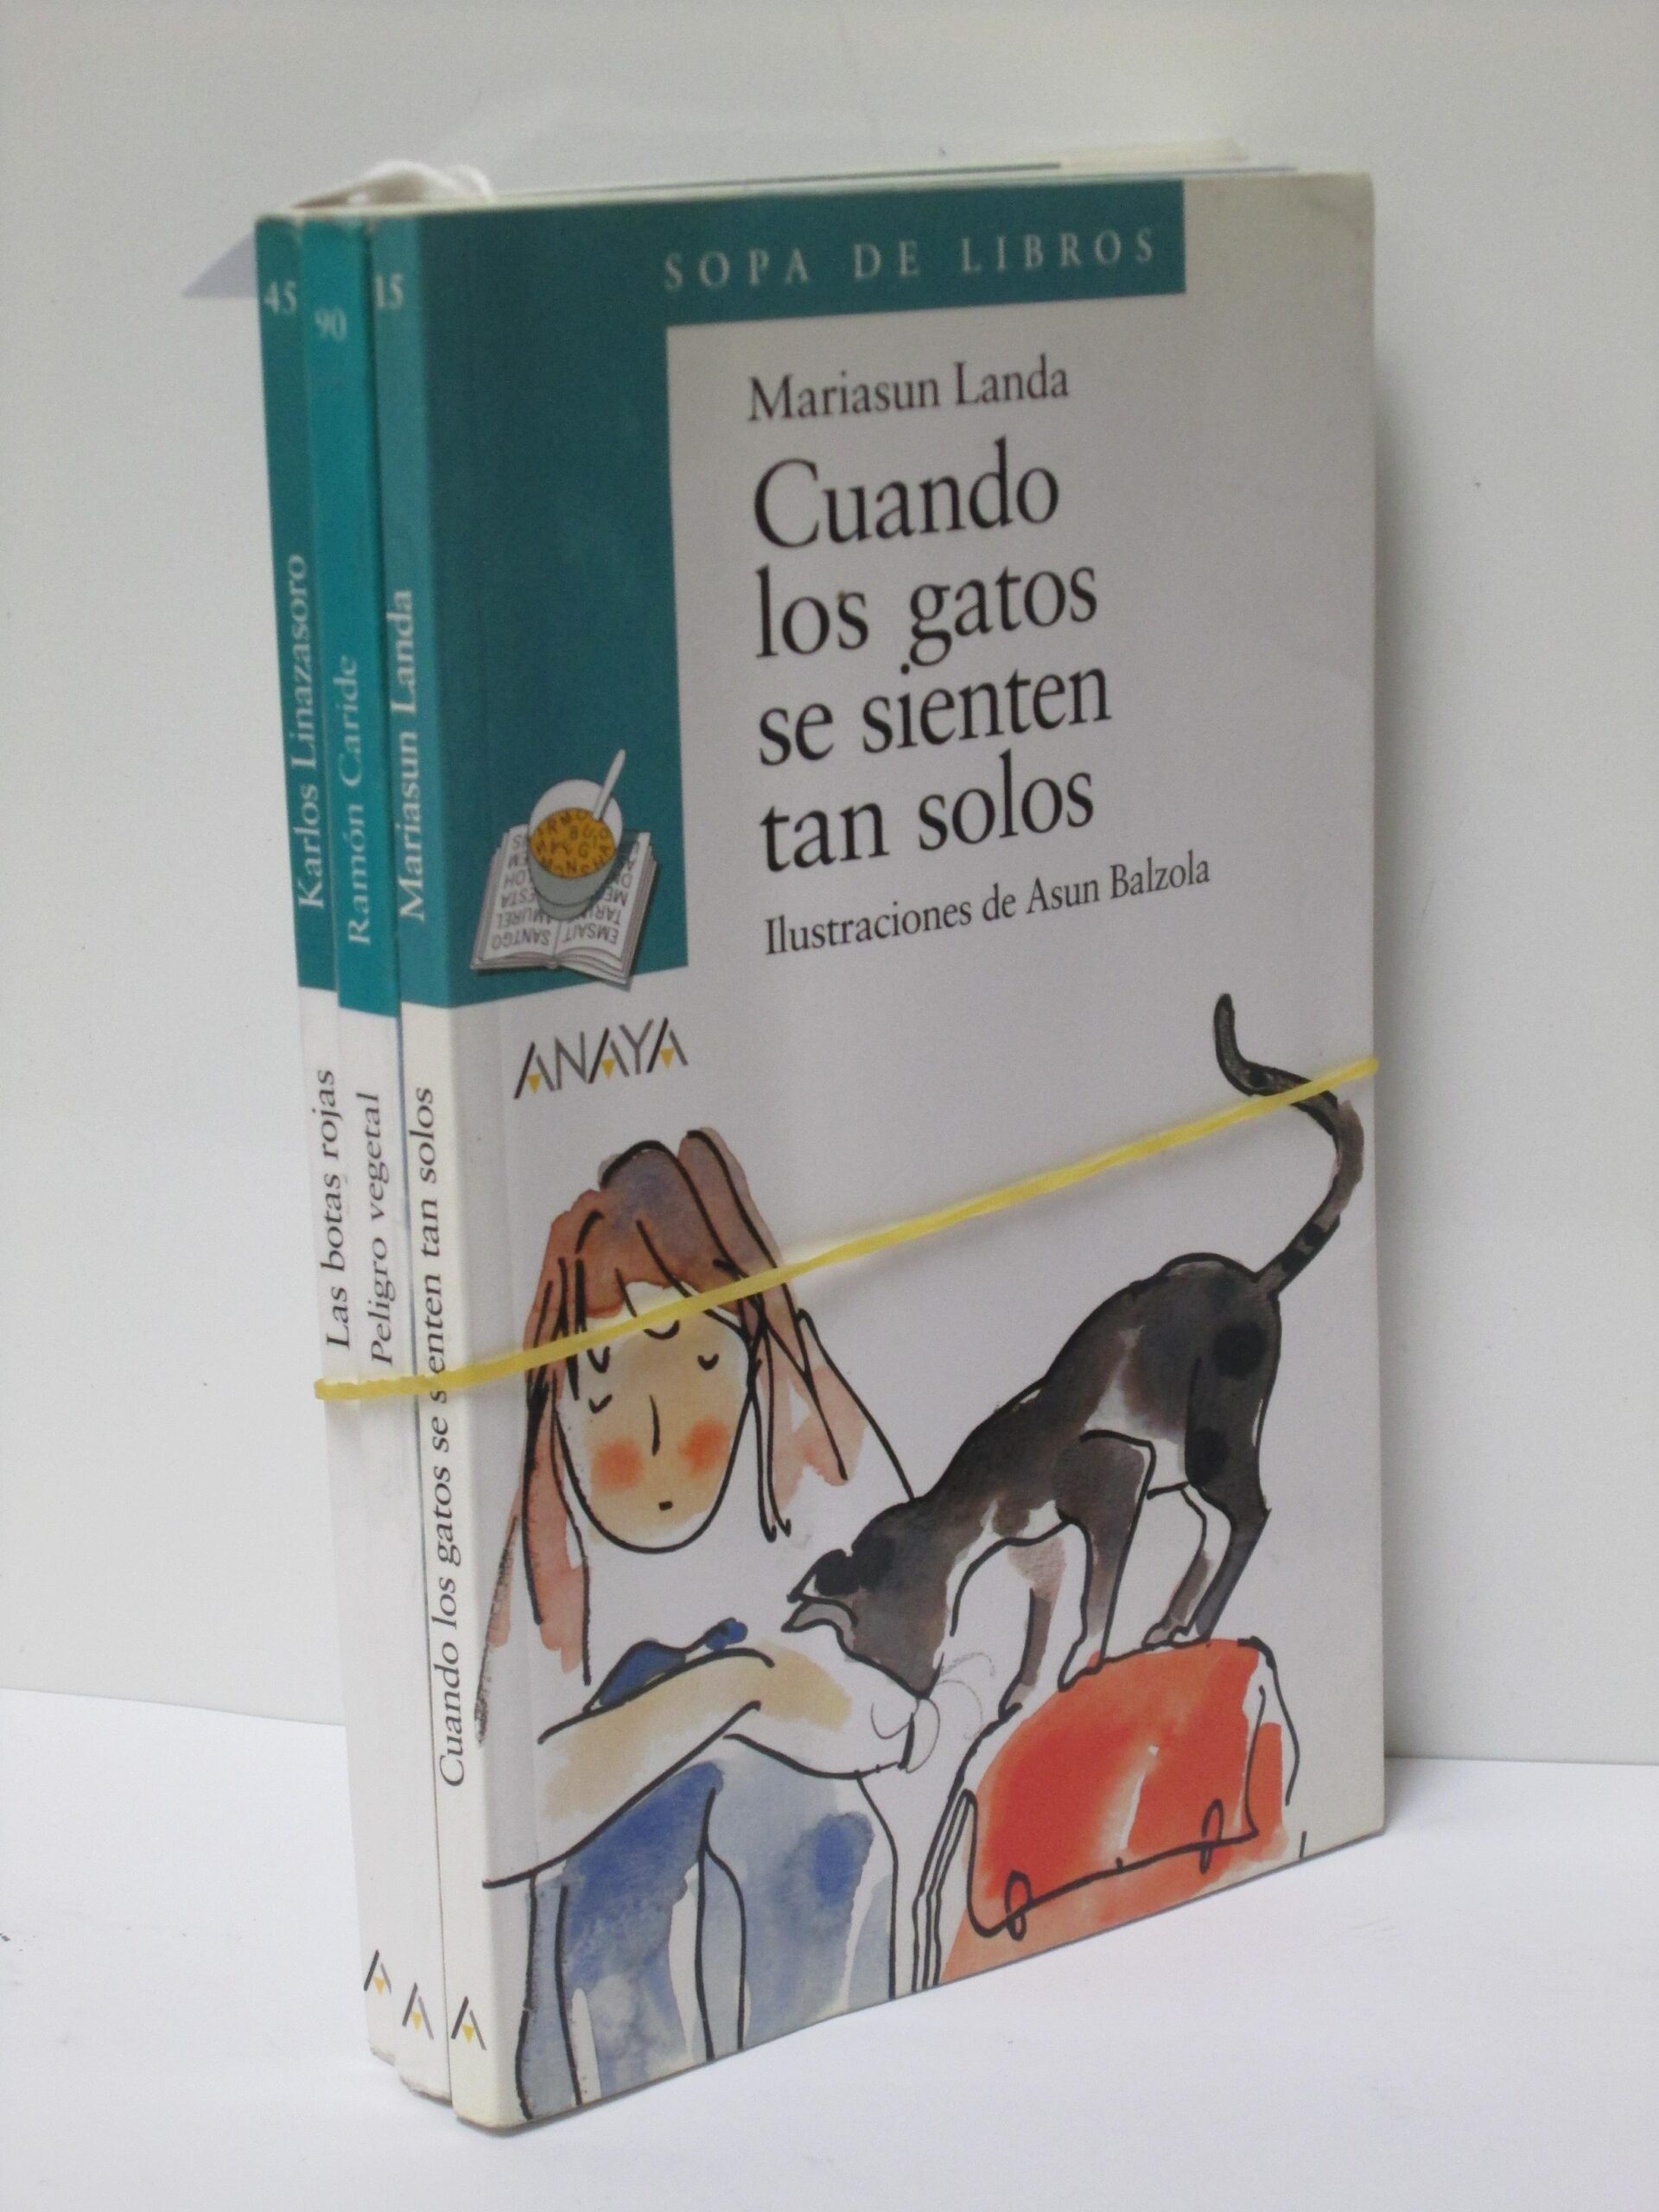 SOPA DE LIBROS
Mariasun Landa
Cuando
los gatos
se sienten
tan solos
Ilustraciones de Asun Balzola
ANAYA
45
Karlos Linazasoro
Las botas rojas
90
Ramón Caride
Peligro vegetal
15
Mariasun Landa
Cuando los gatos se sienten tan solos